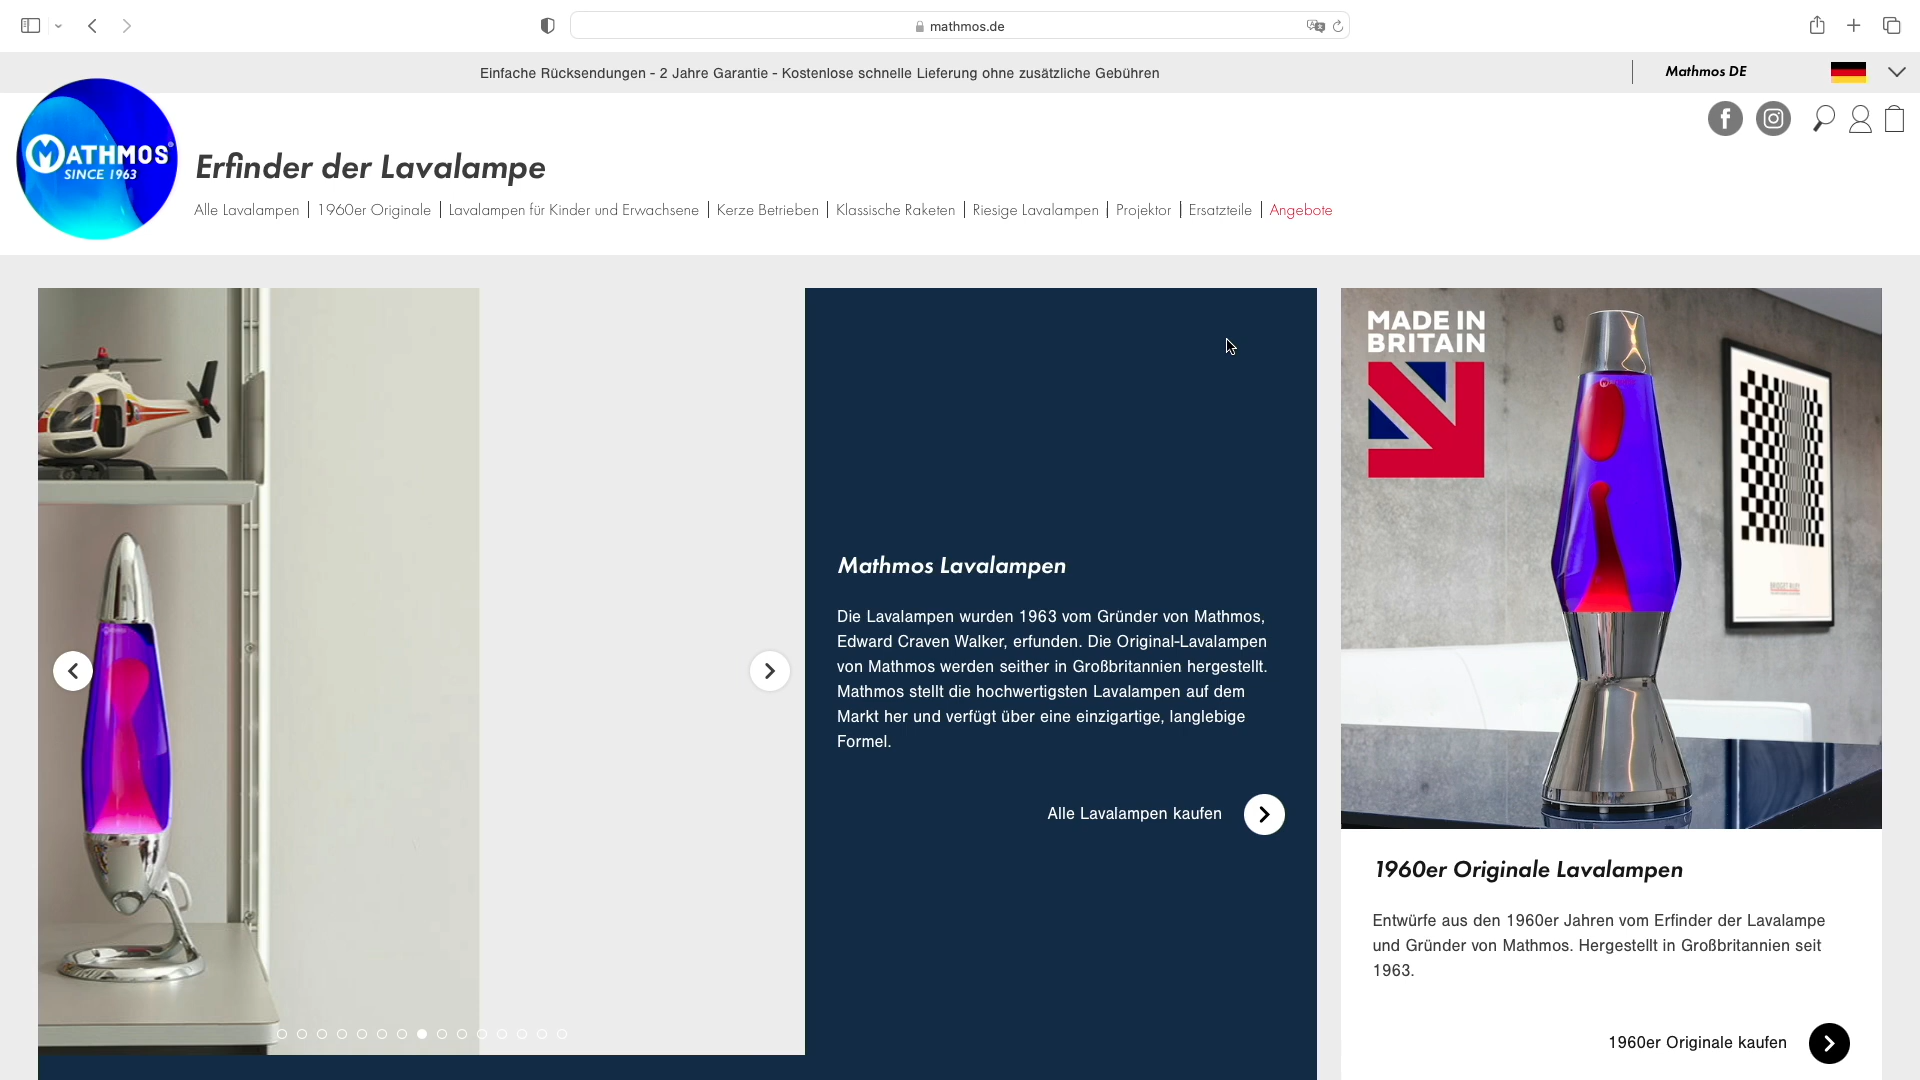 mathmos.de
Einfache Rücksendungen - 2 Jahre Garantie - Kostenlose schnelle Lieferung ohne zusätzliche Gebühren
Mathmos DE
MATHMOS
SINCE 1963
Erfinder der Lavalampe
Alle Lavalampen | 1960er Originale | Lavalampen für Kinder und Erwachsene | Kerze Betrieben | Klassische Raketen | Riesige Lavalampen | Projektor | Ersatzteile | Angebote
Mathmos Lavalampen
Die Lavalampen wurden 1963 vom Gründer von Mathmos,
Edward Craven Walker, erfunden. Die Original-Lavalampen
von Mathmos werden seither in Großbritannien hergestellt.
Mathmos stellt die hochwertigsten Lavalampen auf dem
Markt her und verfügt über eine einzigartige, langlebige
Formel.
Alle Lavalampen kaufen
MADE IN
BRITAIN
1960er Originale Lavalampen
Entwürfe aus den 1960er Jahren vom Erfinder der Lavalampe
und Gründer von Mathmos. Hergestellt in Großbritannien seit
1963.
1960er Originale kaufen